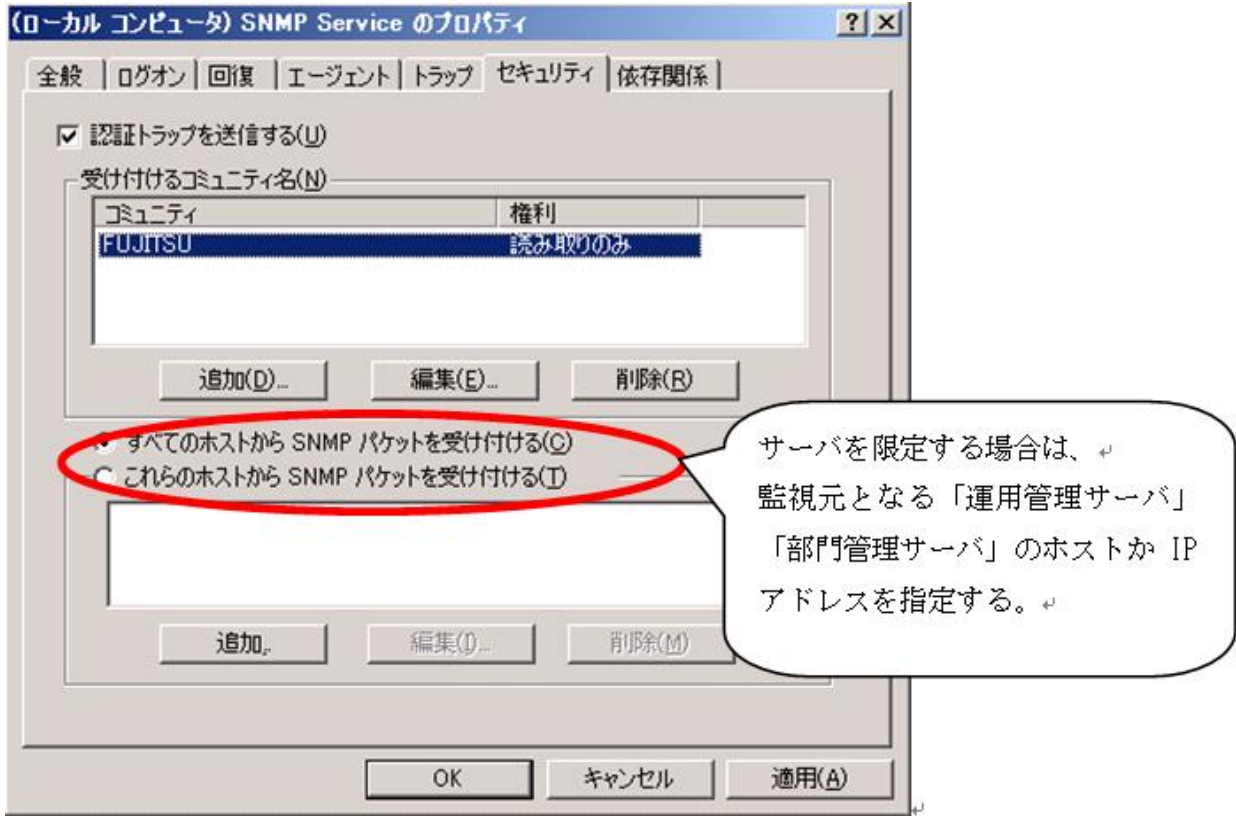 (ローカル コンピュータ) SNMP Service のプロパティ
全般 ログオン 回復 エージェント トラップ セキュリティ 依存関係
認証トラップを送信する(U)
受け付けるコミュニティ名(N)
コミュニティ 権利
FUJITSU 読み取りのみ
追加(D)... 編集(E)... 削除(R)
すべてのホストから SNMP パケットを受け付ける(C)
これらのホストから SNMP パケットを受け付ける(T)
追加... 編集(I)... 削除(M)
サーバを限定する場合は、
監視元となる「運用管理サーバ」
「部門管理サーバ」のホストか IP
アドレスを指定する。
OK キャンセル 適用(A)